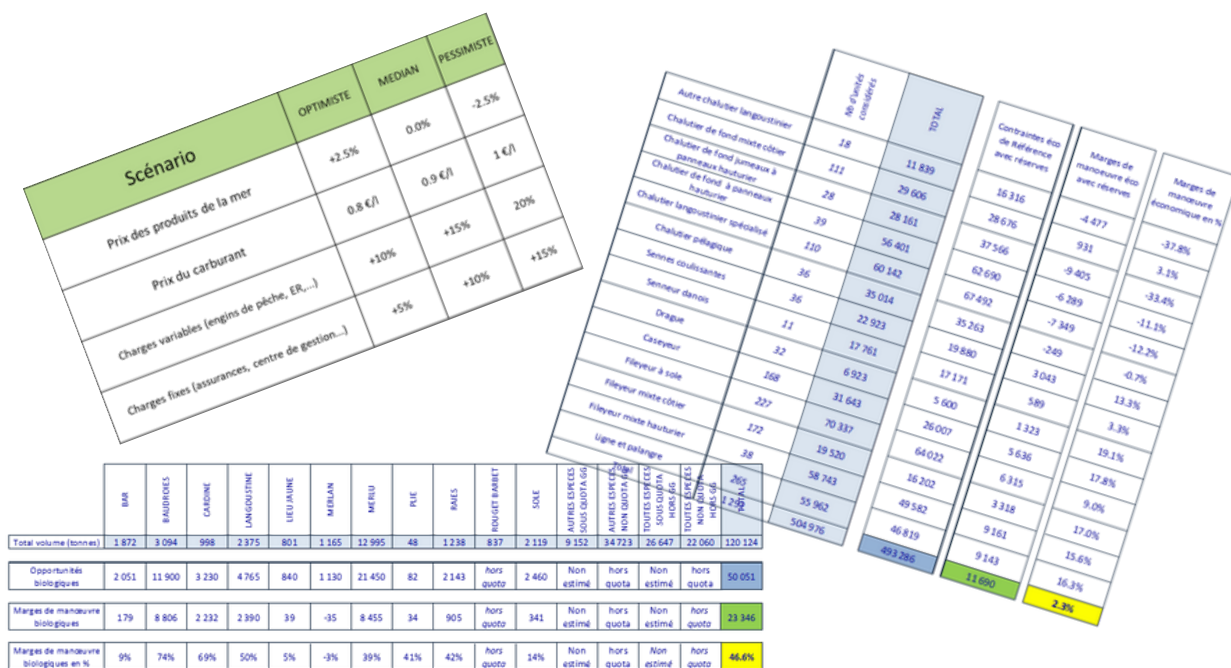 Scénario OPTIMISTE MEDIAN PESSIMISTE
Prix des produits de la mer +2.5% 0.0% -2.5%
Prix du carburant 0.8 €/l 0.9 €/l 1 €/l
Charges variables (engins de pêche, ER,...) +10% +15% 20%
Charges fixes (assurances, centre de gestion...) +5% +10% +15%
Nb d'unités
considérés
TOTAL
Contraintes éco
de Référence
avec réserves
Marges de
manoeuvre éco
avec réserves
Marges de
manœuvre
économique en %
Autre chalutier langoustinier 18 11 839 16 316 -4 477 -37.8%
Chalutier de fond mixte côtier 111 29 606 28 676 931 3.1%
Chalutier de fond jumeaux à
panneaux hauturier 28 28 161 37 566 -9 405 -33.4%
Chalutier de fond à panneaux
hauturier 39 56 401 62 690 -6 289 -11.1%
Chalutier langoustinier spécialisé 110 60 142 67 492 -7 349 -12.2%
Chalutier pélagique 36 35 014 35 263 -249 -0.7%
Sennes coulissantes 36 22 923 19 880 3 043 13.3%
Senneur danois 11 17 761 17 171 589 3.3%
Drague 32 6 923 5 600 1 323 19.1%
Caseyeur 168 31 643 26 007 5 636 17.8%
Fileyeur à sole 227 70 337 64 022 6 315 9.0%
Fileyeur mixte côtier 172 19 520 16 202 3 318 17.0%
Fileyeur mixte hauturier 38 58 743 49 582 9 161 15.6%
Ligne et palangre 265 55 962 46 819 9 143 16.3%
Total 504 976 493 286 11 690 2.3%
BAR BAUDROIES CARDINE LANGOUSTINE LIEU JAUNE MERLAN MERLU PLIE RAIES ROUGET BARBET SOLE
AUTRES ESPECES
SOUS QUOTA GG
AUTRES ESPECES
NON QUOTA GG
TOUTES ESPECES
SOUS QUOTA
HORS GG
TOUTES ESPECES
NON QUOTA
HORS GG
TOTAL
Total volume (tonnes) 1 872 3 094 998 2 375 801 1 165 12 995 48 1 238 837 2 119 9 152 34 723 26 647 22 060 120 124
Opportunités
biologiques 2 051 11 900 3 230 4 765 840 1 130 21 450 82 2 143 hors quota 2 460 Non estimé hors quota Non estimé hors quota 50 051
Marges de manœuvre
biologiques 179 8 806 2 232 2 390 39 -35 8 455 34 905 hors quota 341 Non estimé hors quota Non estimé hors quota 23 346
Marges de manœuvre
biologiques en % 9% 74% 69% 50% 5% -3% 39% 41% 42% hors quota 14% Non estimé hors quota Non estimé hors quota 46.6%